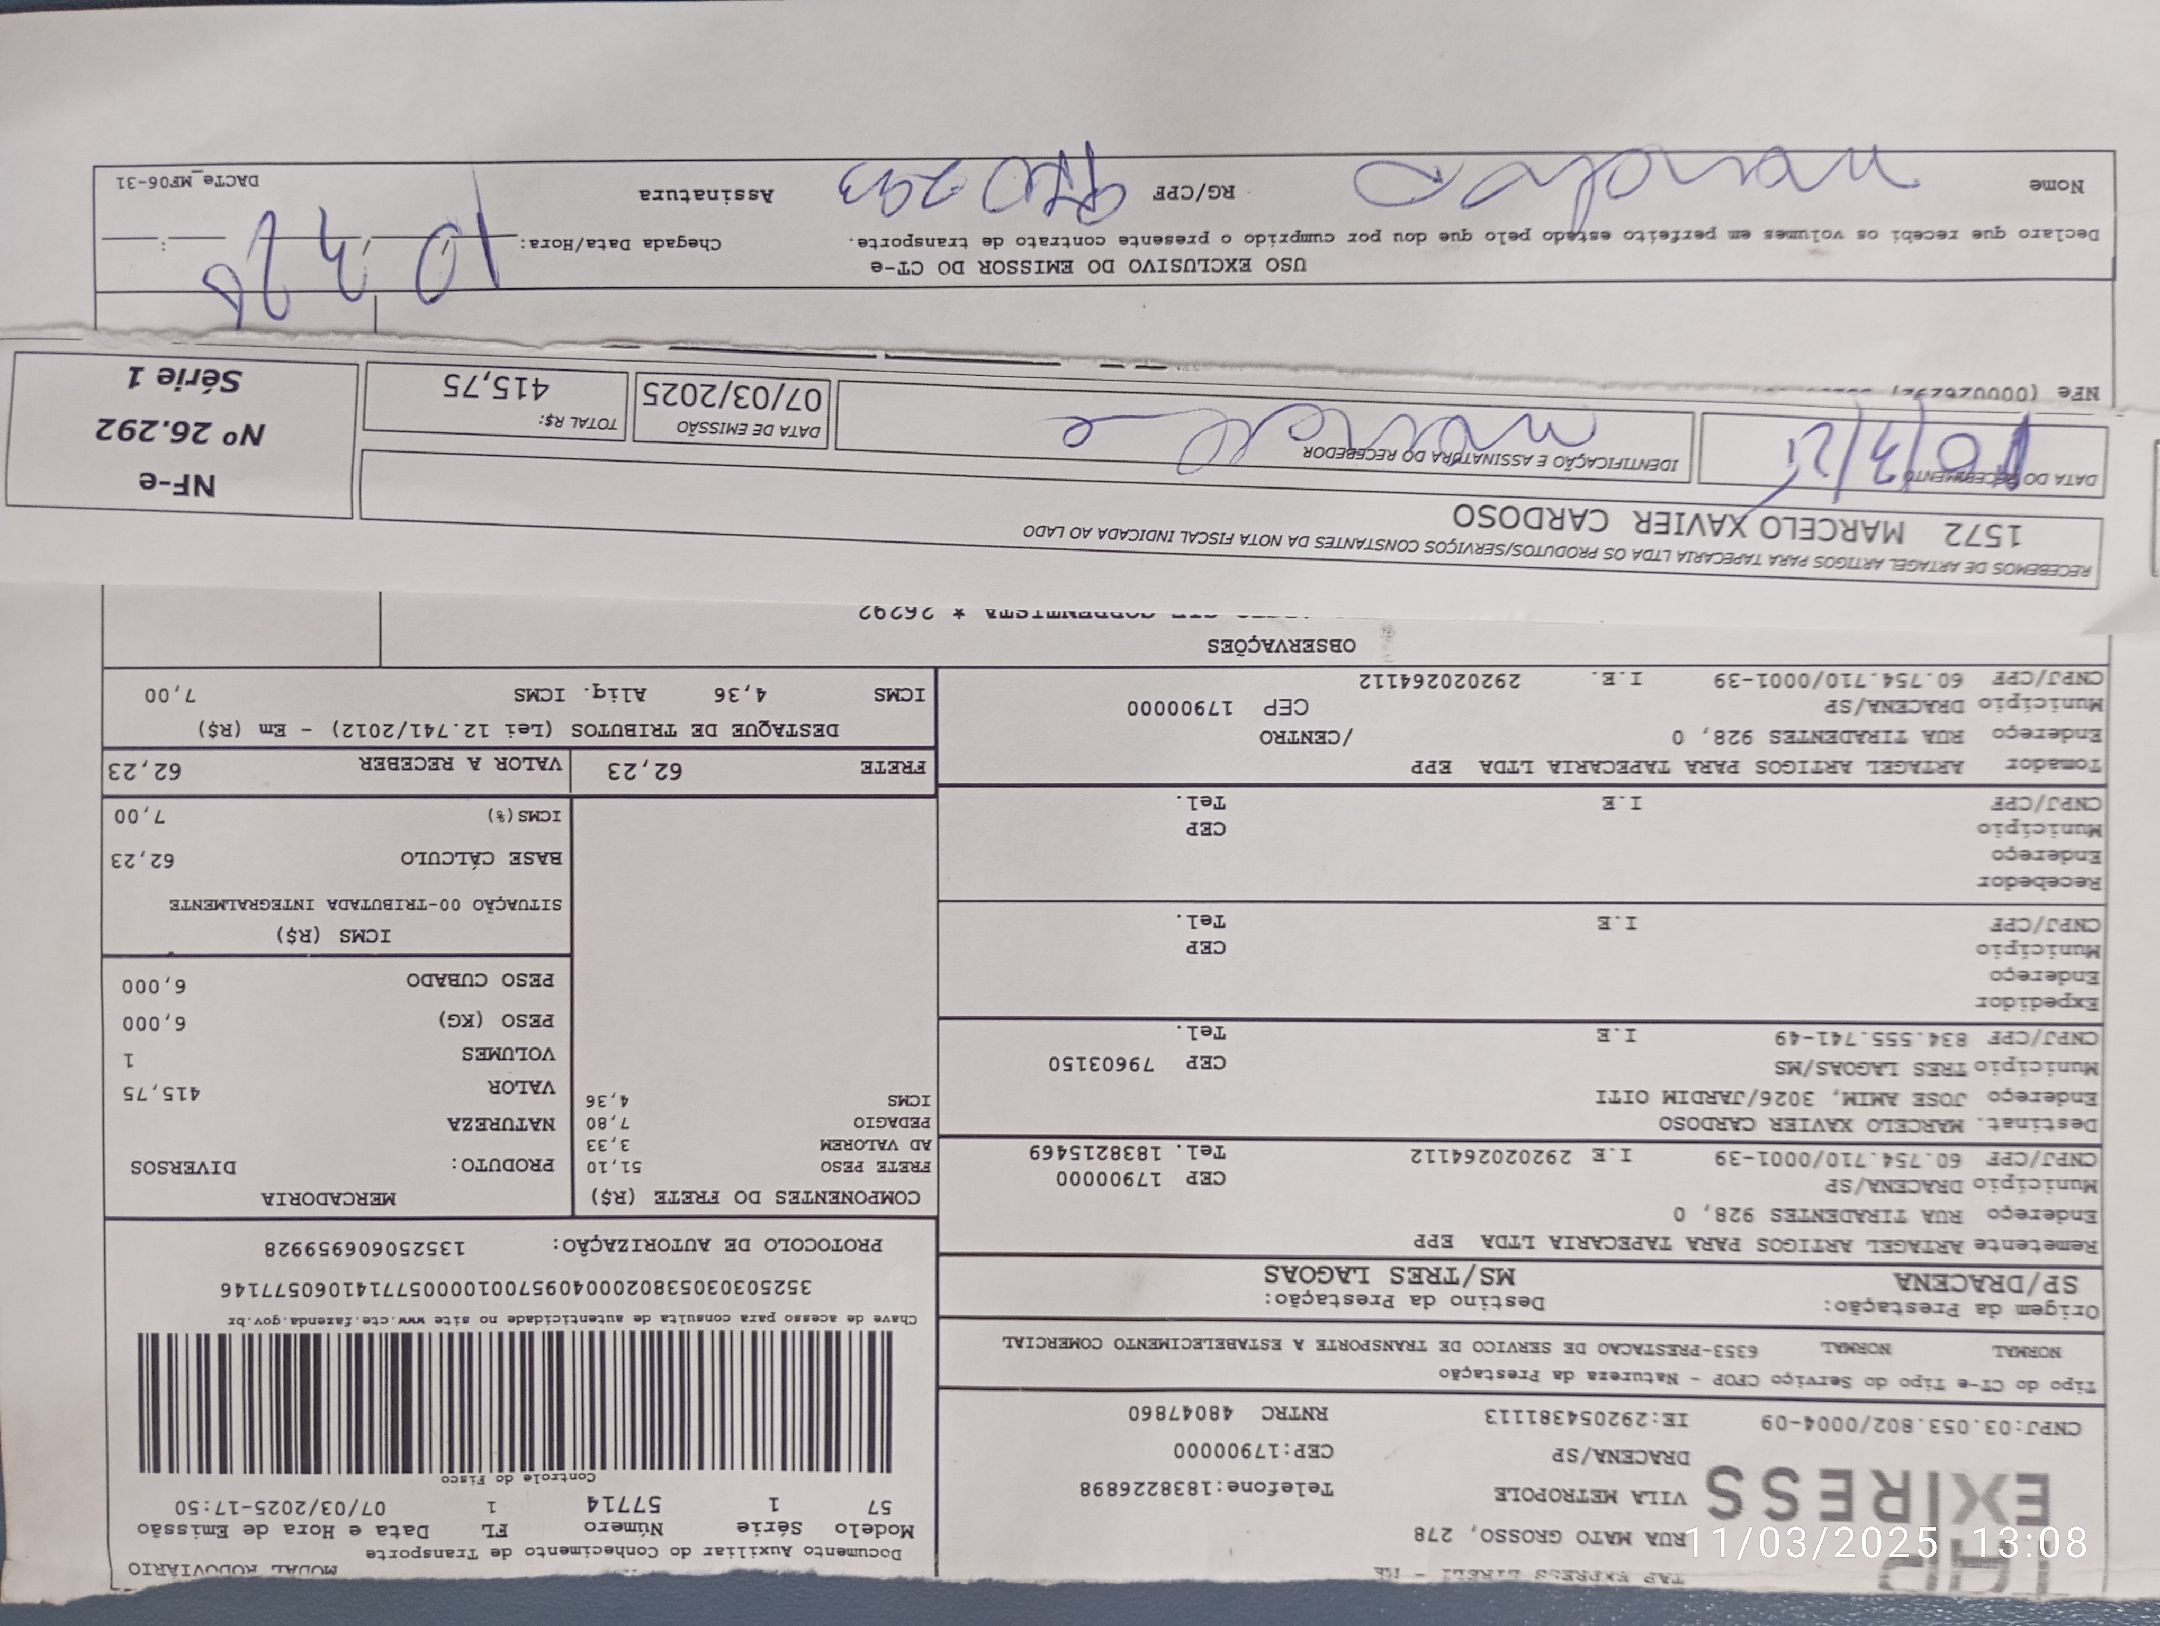 TAP EXPRESS EIRELI - ME
RUA MATO GROSSO, 278
VILA METROPOLE Telefone:1838226898
EXPRESS
DRACENA/SP CEP:17900000
CNPJ:03.053.802/0004-09 IE:292054381113 RNTRC 48047860
MODAL RODOVIÁRIO
Documento Auxiliar do Conhecimento de Transporte
Modelo Série Número FL Data e Hora de Emissão
57 1 57714 1 07/03/2025-17:50
Controle do Fisco
Chave de acesso para consulta de autenticidade no site www.cte.fazenda.gov.br
35250303053802000409570010000577141060577146
PROTOCOLO DE AUTORIZAÇÃO: 135250606959928
Tipo do CT-e Tipo do Serviço CFOP - Natureza da Prestação
NORMAL NORMAL 6353-PRESTACAO DE SERVICO DE TRANSPORTE A ESTABELECIMENTO COMERCIAL
Origem da Prestação: Destino da Prestação:
SP/DRACENA MS/TRES LAGOAS
Remetente ARTAGEL ARTIGOS PARA TAPECARIA LTDA EPP
Endereço RUA TIRADENTES 928, 0
Município DRACENA/SP CEP 17900000
CNPJ/CPF 60.754.710/0001-39 I.E 292020264112 Tel. 1838215469
Destinat. MARCELO XAVIER CARDOSO
Endereço JOSE AMIM, 3026/JARDIM OITI
Município TRES LAGOAS/MS CEP 79603150
CNPJ/CPF 834.555.741-49 I.E Tel.
Expedidor
Endereço
Município CEP
CNPJ/CPF I.E Tel.
Recebedor
Endereço
Município CEP
CNPJ/CPF I.E Tel.
Tomador ARTAGEL ARTIGOS PARA TAPECARIA LTDA EPP
Endereço RUA TIRADENTES 928, 0 /CENTRO
Município DRACENA/SP CEP 17900000
CNPJ/CPF 60.754.710/0001-39 I.E. 292020264112
COMPONENTES DO FRETE (R$)
FRETE PESO 51,10
AD VALOREM 3,33
PEDAGIO 7,80
ICMS 4,36
MERCADORIA
PRODUTO: DIVERSOS
NATUREZA
VALOR 415,75
VOLUMES 1
PESO (KG) 6,000
PESO CUBADO 6,000
ICMS (R$)
SITUAÇÃO 00-TRIBUTADA INTEGRALMENTE
BASE CÁLCULO 62,23
ICMS(%) 7,00
FRETE 62,23 VALOR A RECEBER 62,23
DESTAQUE DE TRIBUTOS (Lei 12.741/2012) - Em (R$)
ICMS 4,36 Aliq. ICMS 7,00
OBSERVAÇÕES
CORRENTISTA * 26292
RECEBEMOS DE ARTAGEL ARTIGOS PARA TAPECARIA LTDA OS PRODUTOS/SERVIÇOS CONSTANTES DA NOTA FISCAL INDICADA AO LADO
1572 MARCELO XAVIER CARDOSO
DATA DO RECEBIMENTO IDENTIFICAÇÃO E ASSINATURA DO RECEBEDOR
10/3/25
DATA DE EMISSÃO TOTAL R$:
07/03/2025 415,75
NF-e
Nº 26.292
Série 1
NFe
USO EXCLUSIVO DO EMISSOR DO CT-e
Declaro que recebi os volumes em perfeito estado pelo que dou por cumprido o presente contrato de transporte. Chegada Data/Hora:
Nome RG/CPF Assinatura
DACTe_MF06-31
11/03/2025 13:08